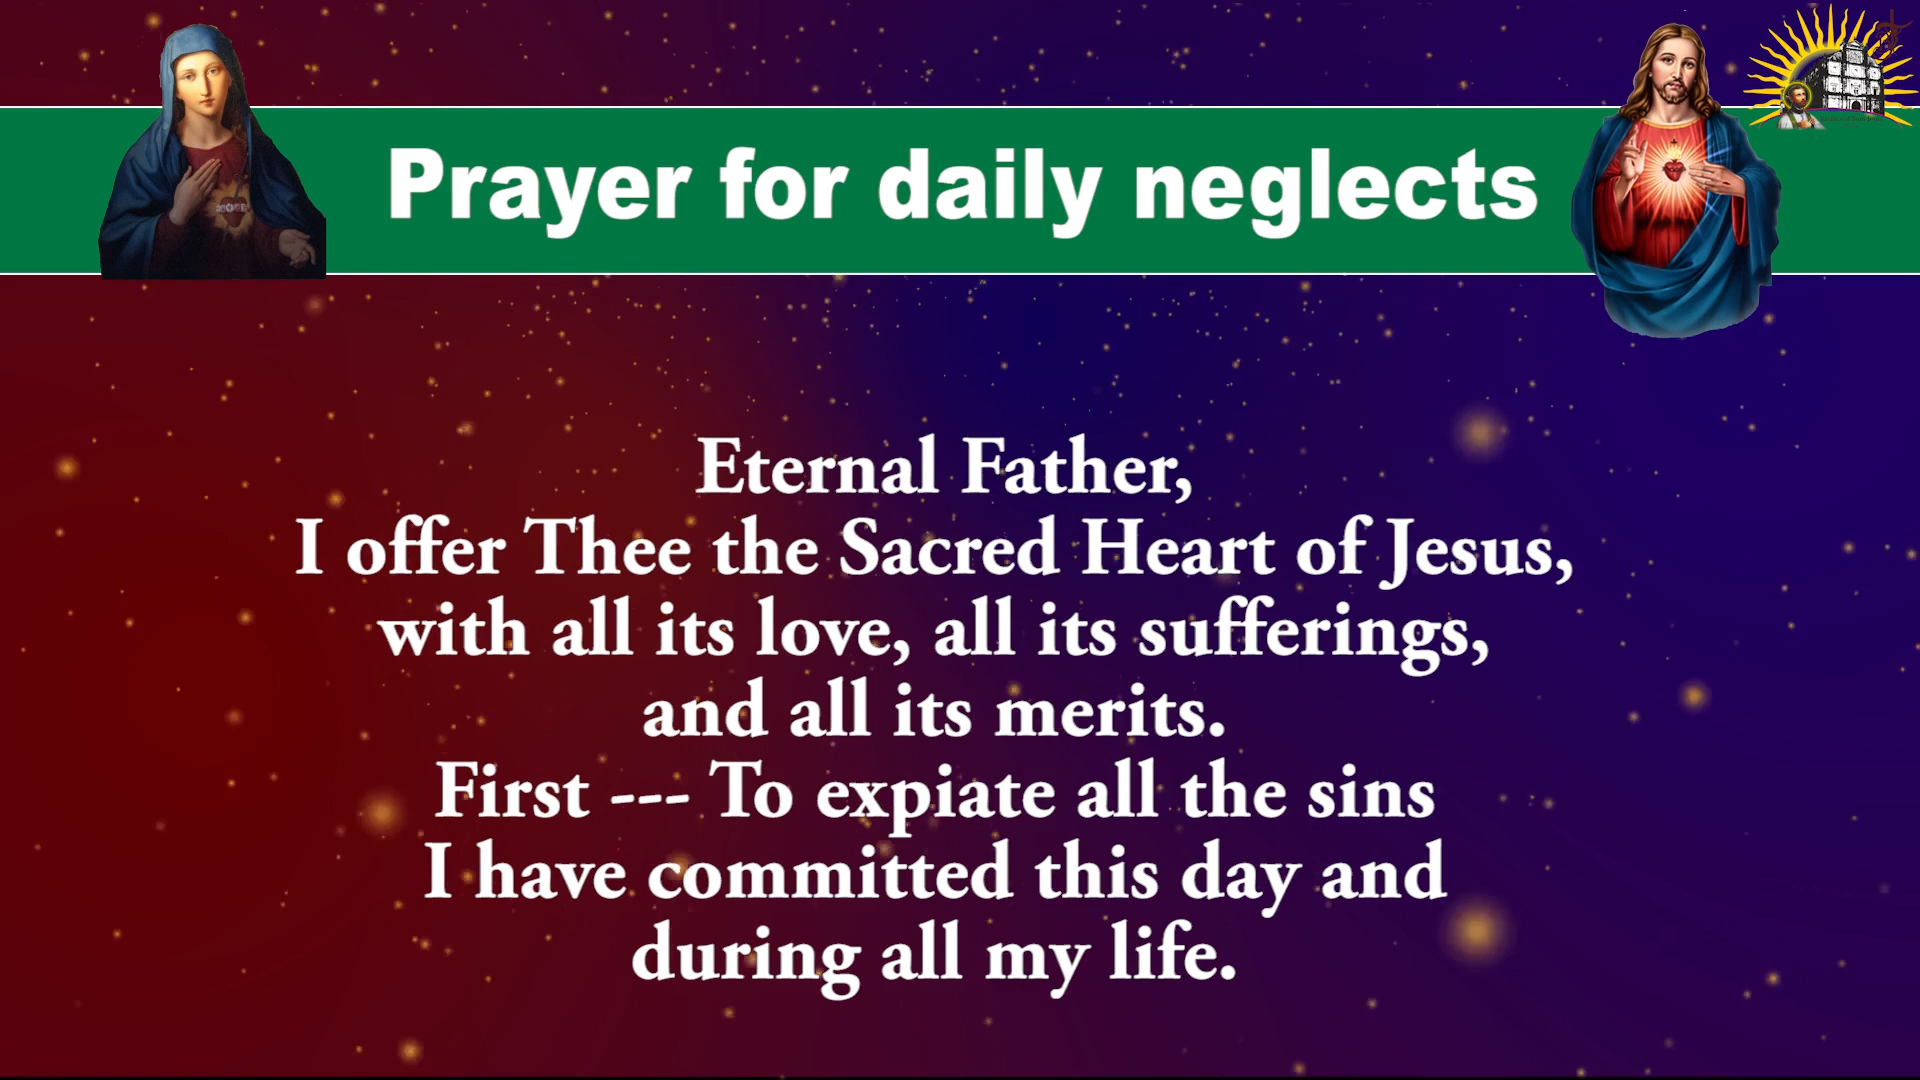 Prayer for daily neglects
Eternal Father,
I offer Thee the Sacred Heart of Jesus,
with all its love, all its sufferings,
and all its merits.
First --- To expiate all the sins
I have committed this day and
during all my life.